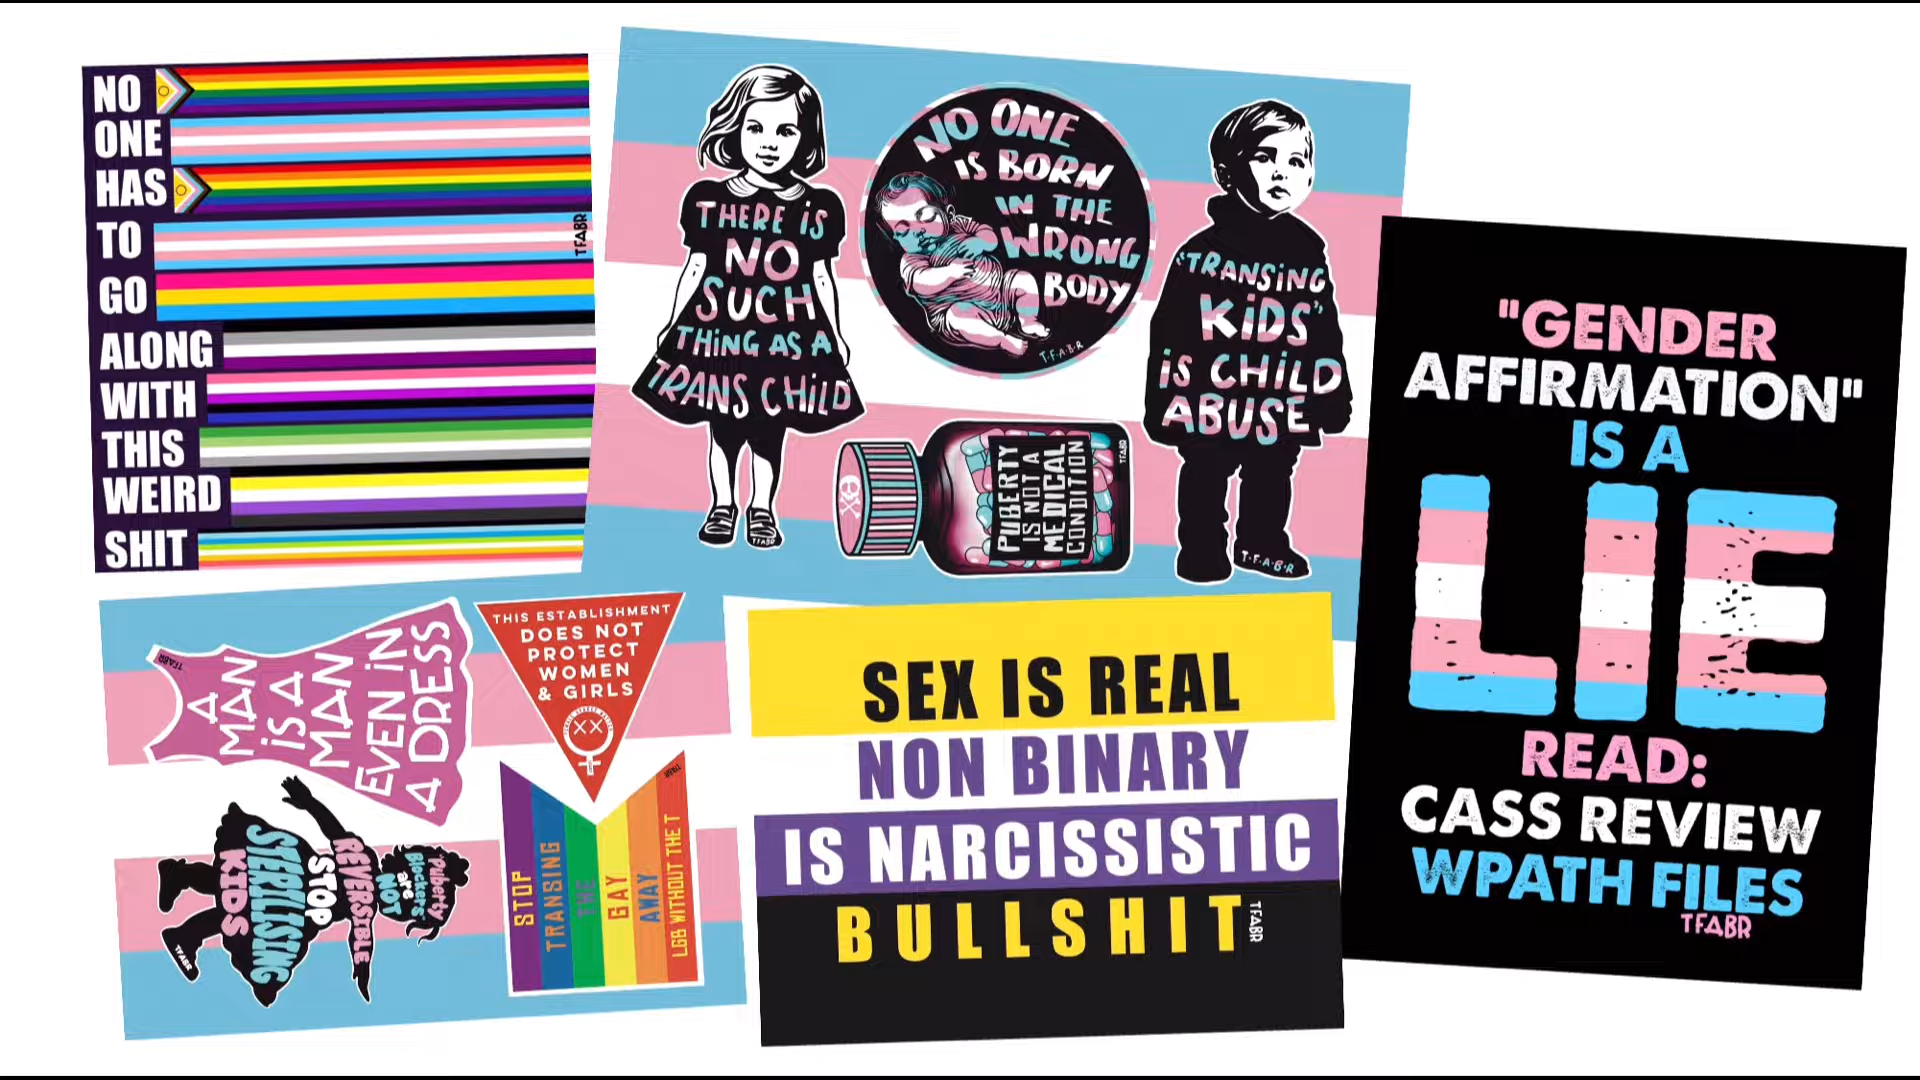 NO
ONE
HAS
TO
GO
ALONG
WITH
THIS
WEIRD
SHIT
TFABR
THERE iS
NO
SUCH
THiNG AS A
TRANS CHiLD
TFABR
NO ONE
iS BORN
iN THE
WRONG
BODY
T·F·A·B·R
"TRANSiNG
KiDS"
iS CHiLD
ABUSE
T·F·A·B·R
PUBERTY
IS NOT A
MEDICAL
CONDITION
TFABR
"GENDER
AFFIRMATION"
IS A
LIE
READ:
CASS REVIEW
WPATH FILES
TFABR
A
MAN
iS A
MAN
EVEN iN
A DRESS
TFABR
THIS ESTABLISHMENT
DOES NOT
PROTECT
WOMEN
& GIRLS
XX
"Puberty
Blockers"
are
NOT
REVERSIBLE
STOP
STERILISING
KIDS
TFABR
STOP
TRANSING
THE
GAY
AWAY
LGB WITHOUT THE T
TFABR
SEX IS REAL
NON BINARY
IS NARCISSISTIC
BULLSHIT
TFABR